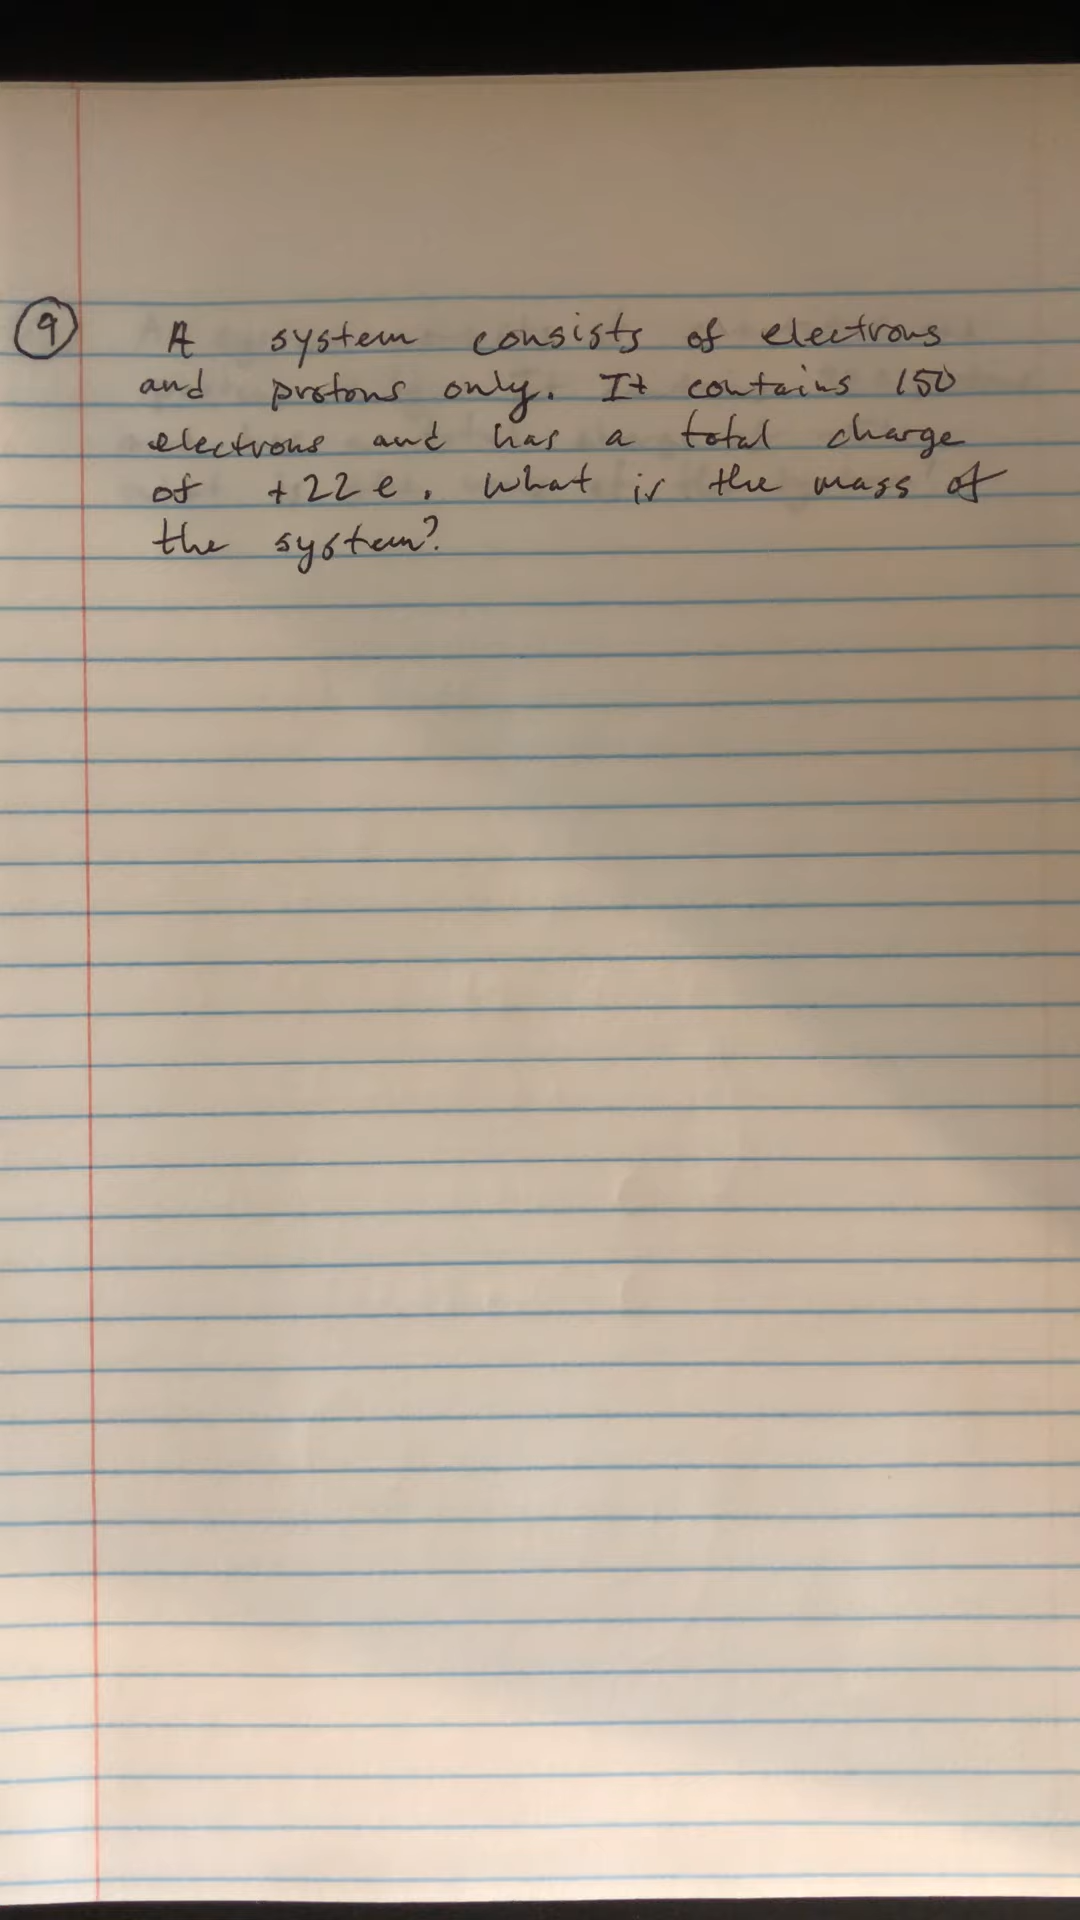 9 A system consists of electrons
and protons only. It contains 150
electrons and has a total charge
of +22 e. What is the mass of
the system?